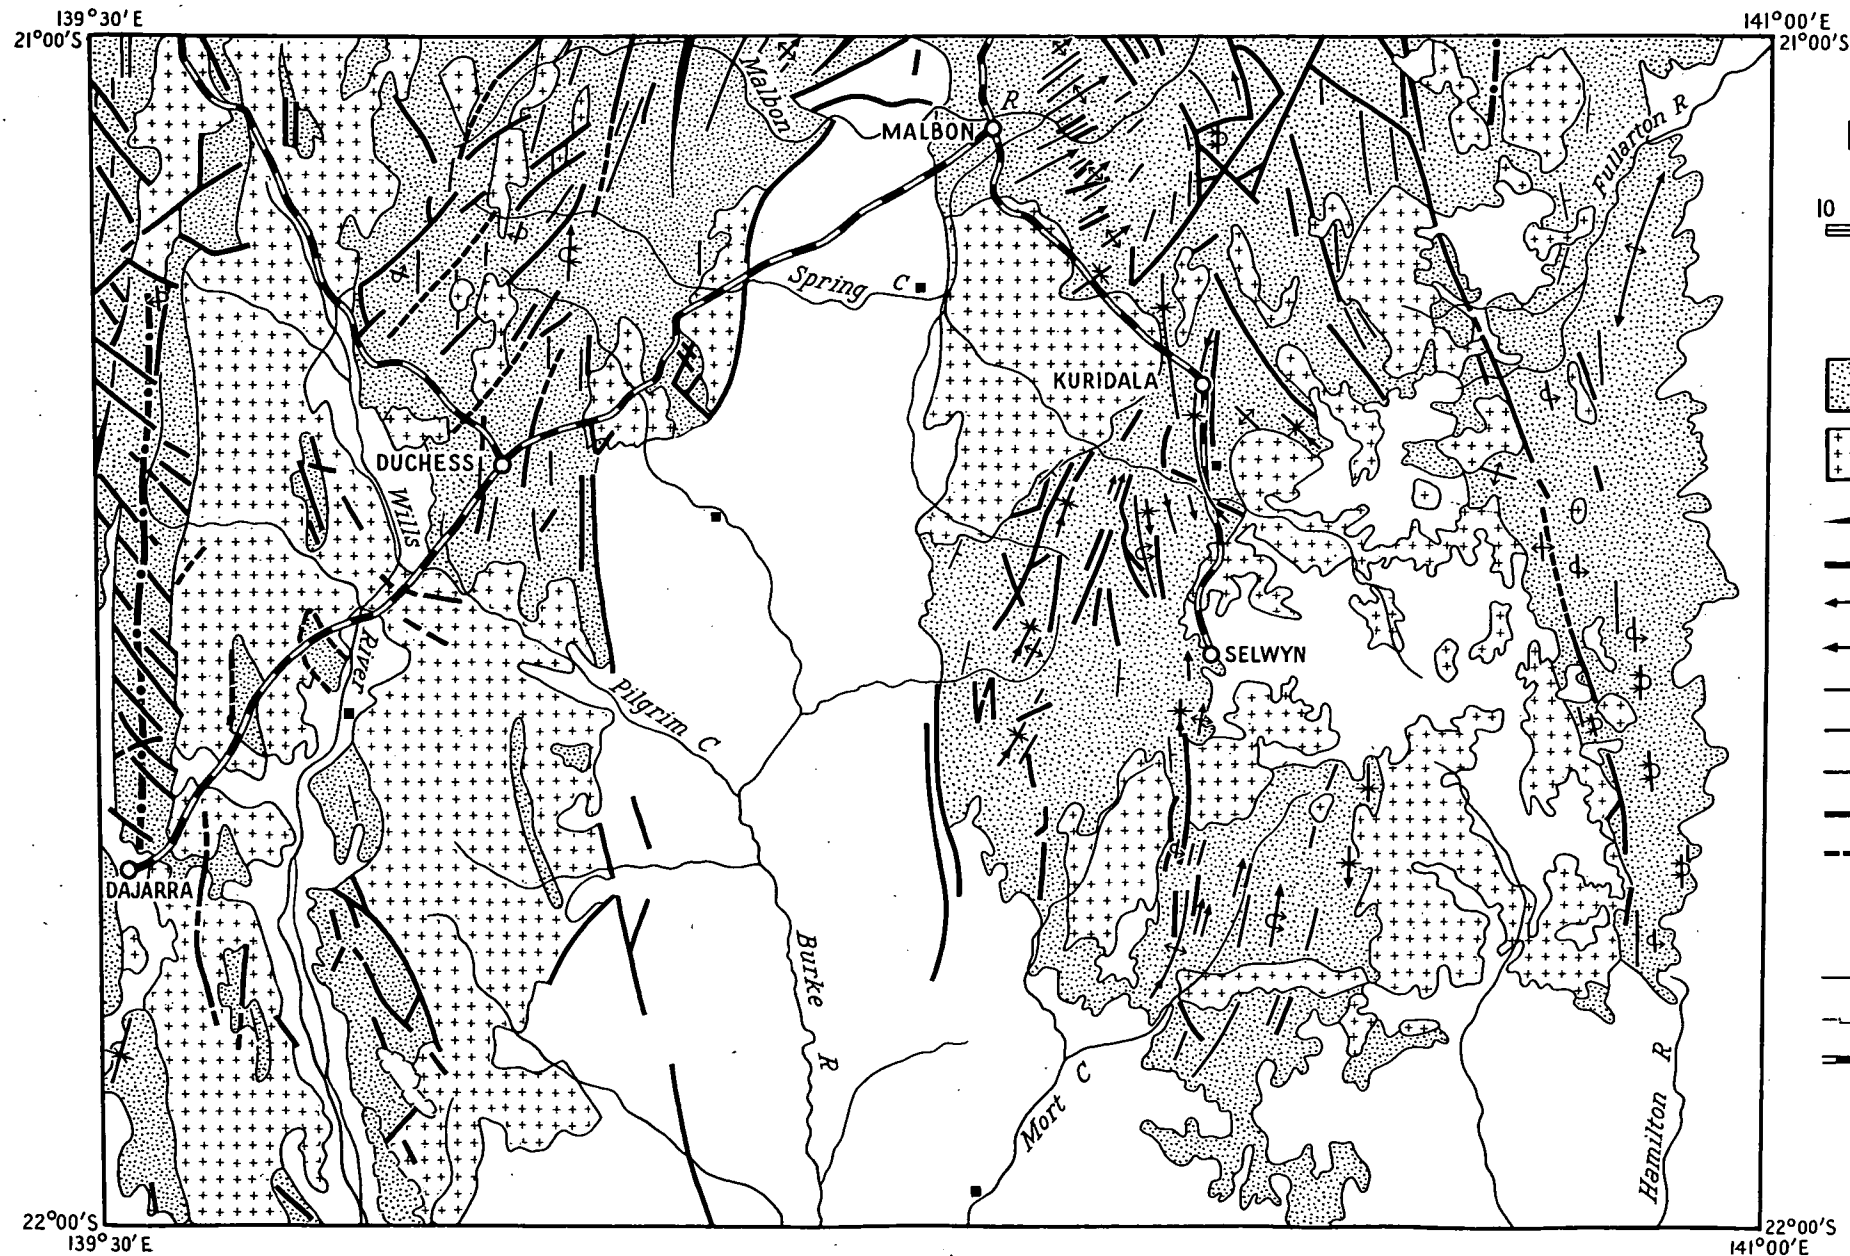 139°30'E
141°00'E
21°00'S
21°00'S
Malbon
R
MALBON
Fullarton R
10
Spring C
KURIDALA
DUCHESS
Wills
River
SELWYN
Pilgrim C
DAJARRA
Burke
R
Mort C
Hamilton R
22°00'S
22°00'S
139°30'E
141°00'E